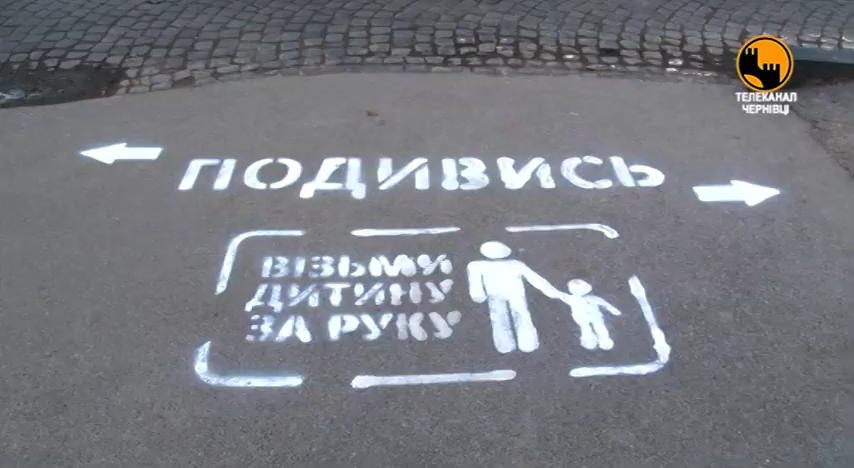 ТЕЛЕКАНАЛ
ЧЕРНІВЦІ
ПОДИВИСЬ
ВІЗЬМИ
ДИТИНУ
ЗА РУКУ